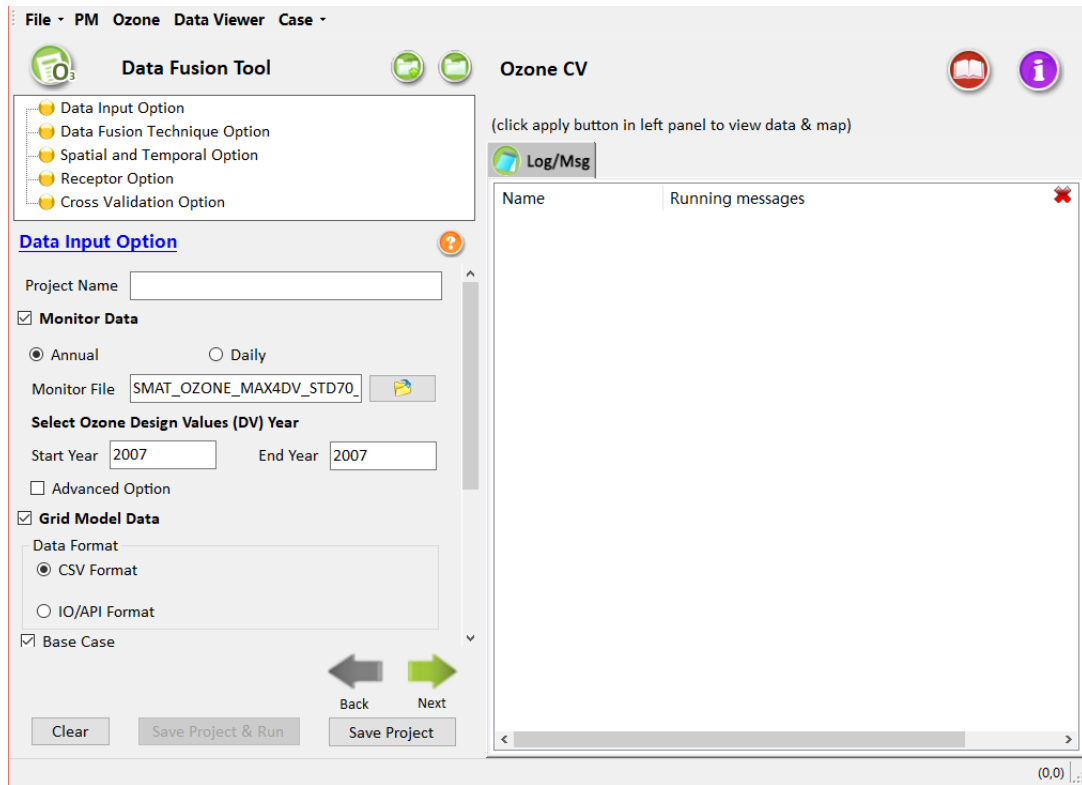 File PM Ozone Data Viewer Case
O3 Data Fusion Tool
Ozone CV
Data Input Option
Data Fusion Technique Option
Spatial and Temporal Option
Receptor Option
Cross Validation Option
(click apply button in left panel to view data & map)
Log/Msg
Name Running messages
Data Input Option ?
Project Name
Monitor Data
Annual Daily
Monitor File SMAT_OZONE_MAX4DV_STD70_
Select Ozone Design Values (DV) Year
Start Year 2007 End Year 2007
Advanced Option
Grid Model Data
Data Format
CSV Format
IO/API Format
Base Case
Back Next
Clear Save Project & Run Save Project
(0,0)